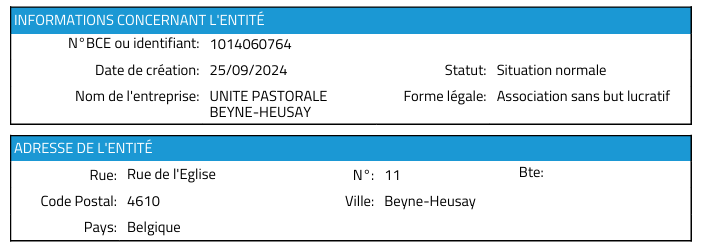 INFORMATIONS CONCERNANT L'ENTITÉ
N°BCE ou identifiant: 1014060764
Date de création: 25/09/2024 Statut: Situation normale
Nom de l'entreprise: UNITE PASTORALE BEYNE-HEUSAY Forme légale: Association sans but lucratif
ADRESSE DE L'ENTITÉ
Rue: Rue de l'Eglise N°: 11 Bte:
Code Postal: 4610 Ville: Beyne-Heusay
Pays: Belgique